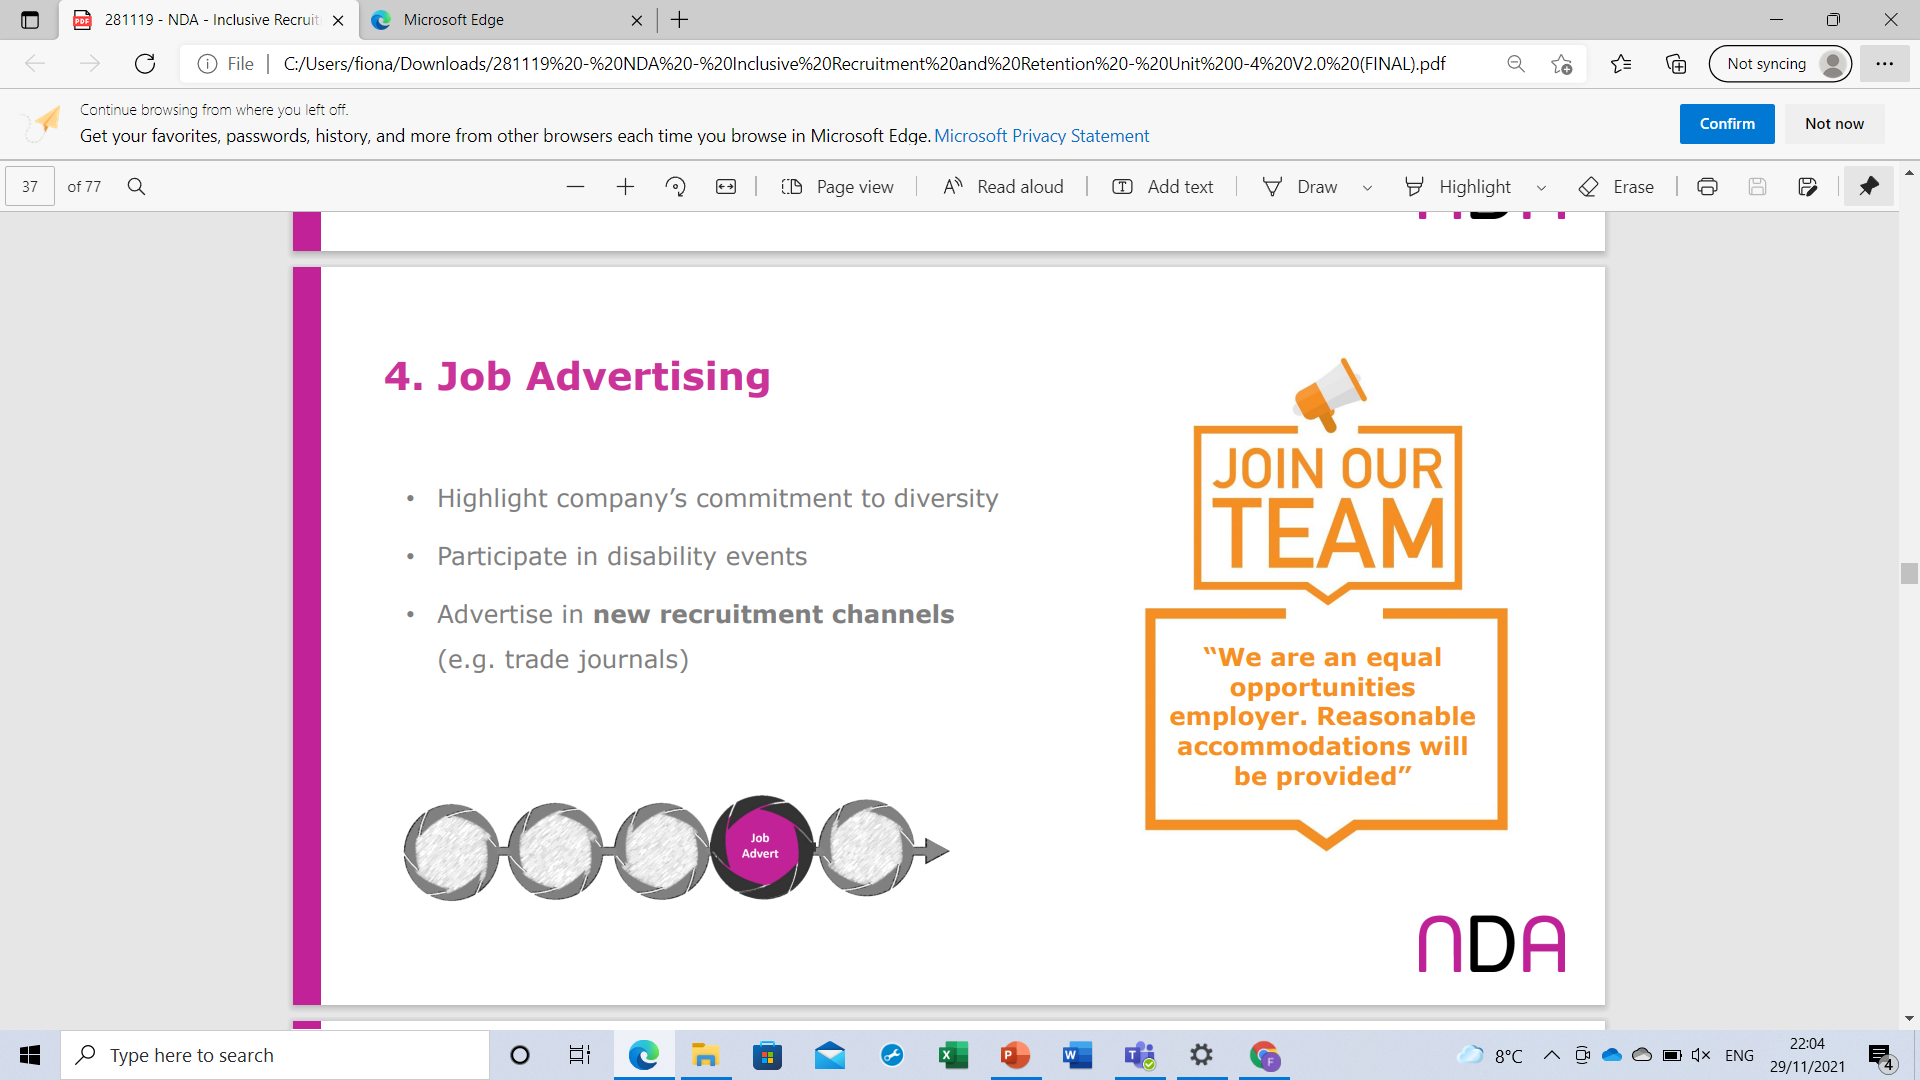 281119 - NDA - Inclusive Recruit
Microsoft Edge
File
C:/Users/fiona/Downloads/281119%20-%20NDA%20-%20Inclusive%20Recruitment%20and%20Retention%20-%20Unit%200-4%20V2.0%20(FINAL).pdf
Not syncing
Continue browsing from where you left off.
Get your favorites, passwords, history, and more from other browsers each time you browse in Microsoft Edge. Microsoft Privacy Statement
Confirm
Not now
37 of 77
Page view
Read aloud
Add text
Draw
Highlight
Erase
4. Job Advertising
• Highlight company’s commitment to diversity
• Participate in disability events
• Advertise in new recruitment channels
(e.g. trade journals)
JOIN OUR
TEAM
“We are an equal
opportunities
employer. Reasonable
accommodations will
be provided”
Job
Advert
NDA
Type here to search
8°C
ENG
22:04
29/11/2021
4